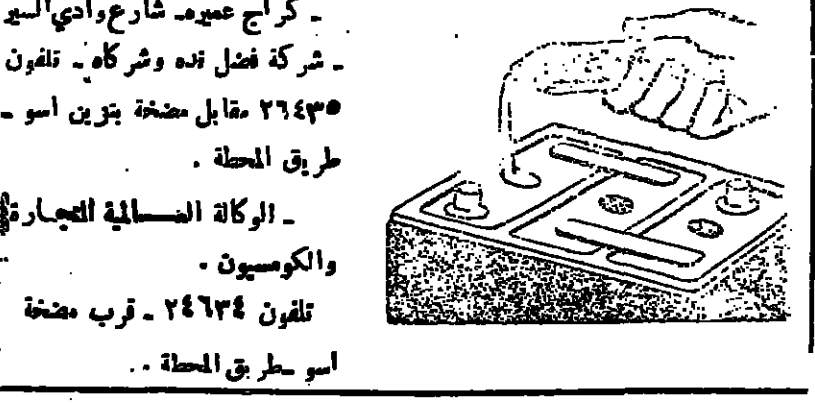 ـ كراج عميره ـ شارع وادي السير
ـ شركة فضل نده وشركاه ـ تلفون
٢٦٤٣٥ مقابل مضخة بنزين اسو ـ
طريق المحطة .
ـ الوكالة الشمالية للتجارة
والكومسيون .
تلفون ٢٤٦٣٤ ـ قرب مضخة
اسو ـ طريق المحطة . .